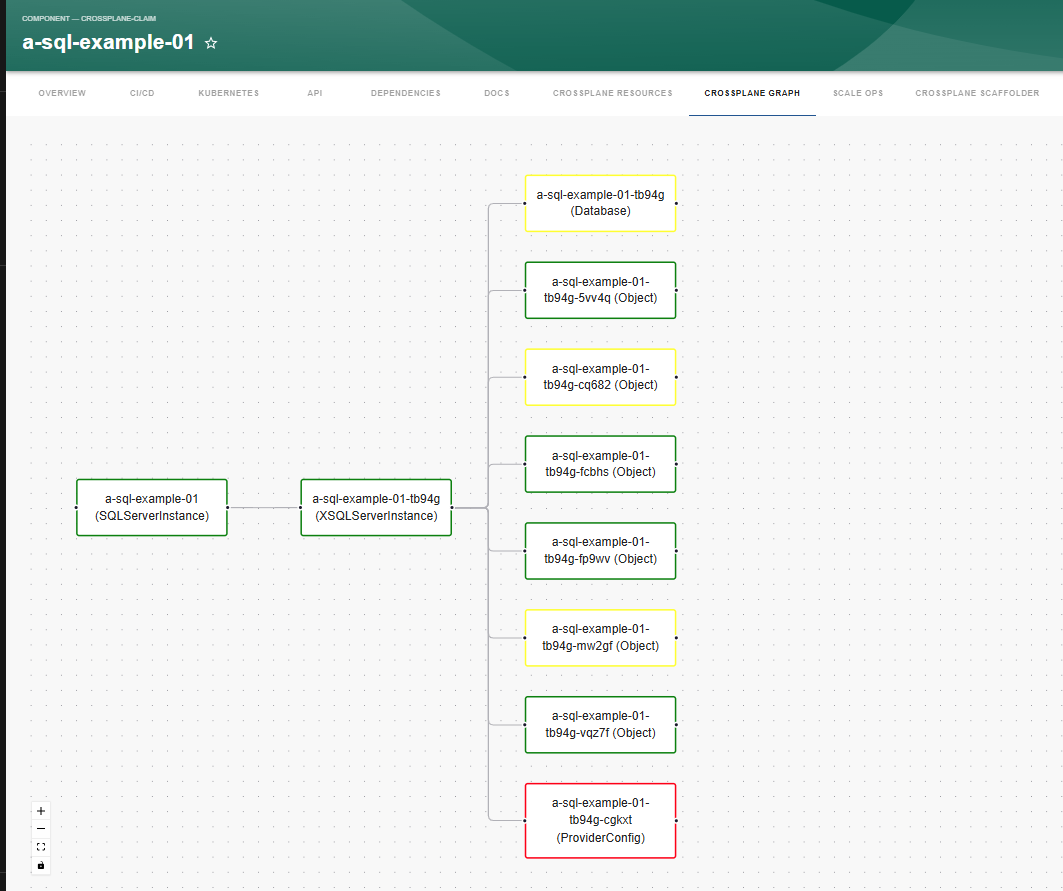 COMPONENT — CROSSPLANE-CLAIM
a-sql-example-01
OVERVIEW
CI/CD
KUBERNETES
API
DEPENDENCIES
DOCS
CROSSPLANE RESOURCES
CROSSPLANE GRAPH
SCALE OPS
CROSSPLANE SCAFFOLDER
a-sql-example-01
(SQLServerInstance)
a-sql-example-01-tb94g
(XSQLServerInstance)
a-sql-example-01-tb94g
(Database)
a-sql-example-01-
tb94g-5vv4q (Object)
a-sql-example-01-
tb94g-cq682 (Object)
a-sql-example-01-
tb94g-fcbhs (Object)
a-sql-example-01-
tb94g-fp9wv (Object)
a-sql-example-01-
tb94g-mw2gf (Object)
a-sql-example-01-
tb94g-vqz7f (Object)
a-sql-example-01-
tb94g-cgkxt
(ProviderConfig)